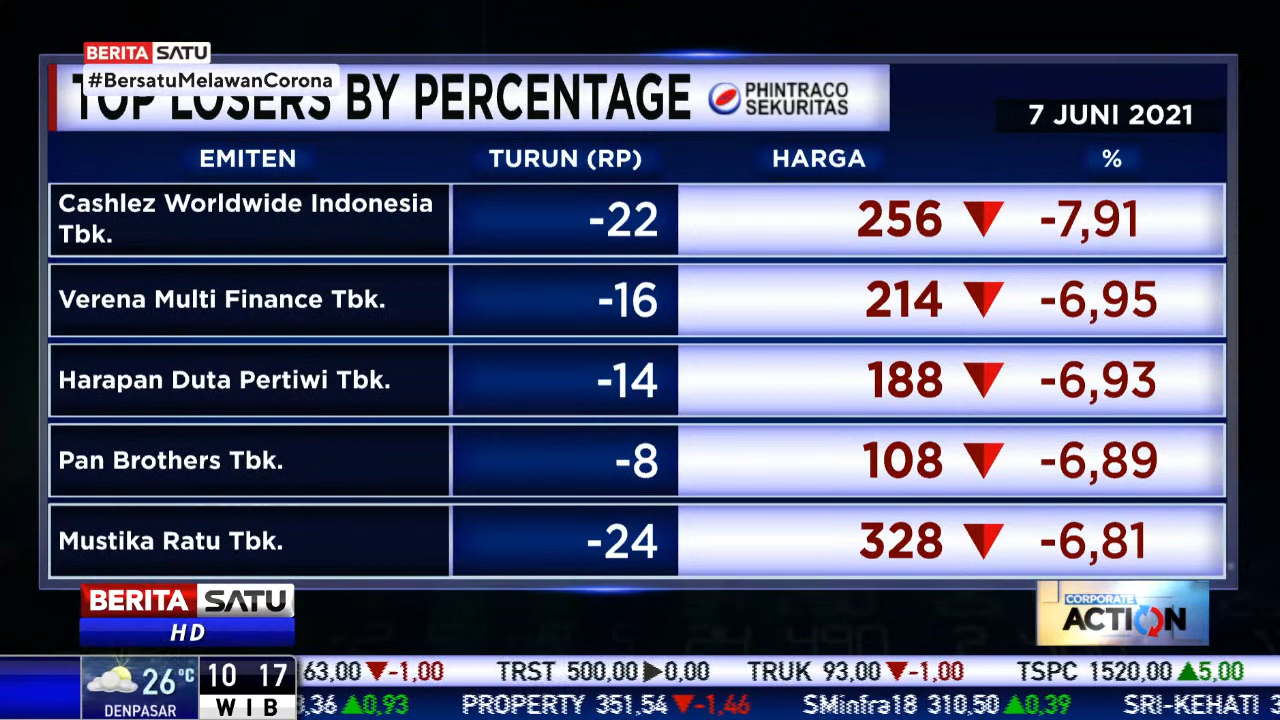 BERITA SATU
#BersatuMelawanCorona
TOP LOSERS BY PERCENTAGE
PHINTRACO
SEKURITAS
7 JUNI 2021
EMITEN TURUN (RP) HARGA %
Cashlez Worldwide Indonesia
Tbk.
-22 256 ▼ -7,91
Verena Multi Finance Tbk. -16 214 ▼ -6,95
Harapan Duta Pertiwi Tbk. -14 188 ▼ -6,93
Pan Brothers Tbk. -8 108 ▼ -6,89
Mustika Ratu Tbk. -24 328 ▼ -6,81
BERITA SATU
HD
CORPORATE
ACTION
26°C
DENPASAR
10 17
WIB
63,00 ▼-1,00 TRST 500,00 ▶0,00 TRUK 93,00 ▼-1,00 TSPC 1520,00 ▲5,00
,36 ▲0,93 PROPERTY 351,54 ▼-1,46 SMinfra18 310,50 ▲0,39 SRI-KEHATI